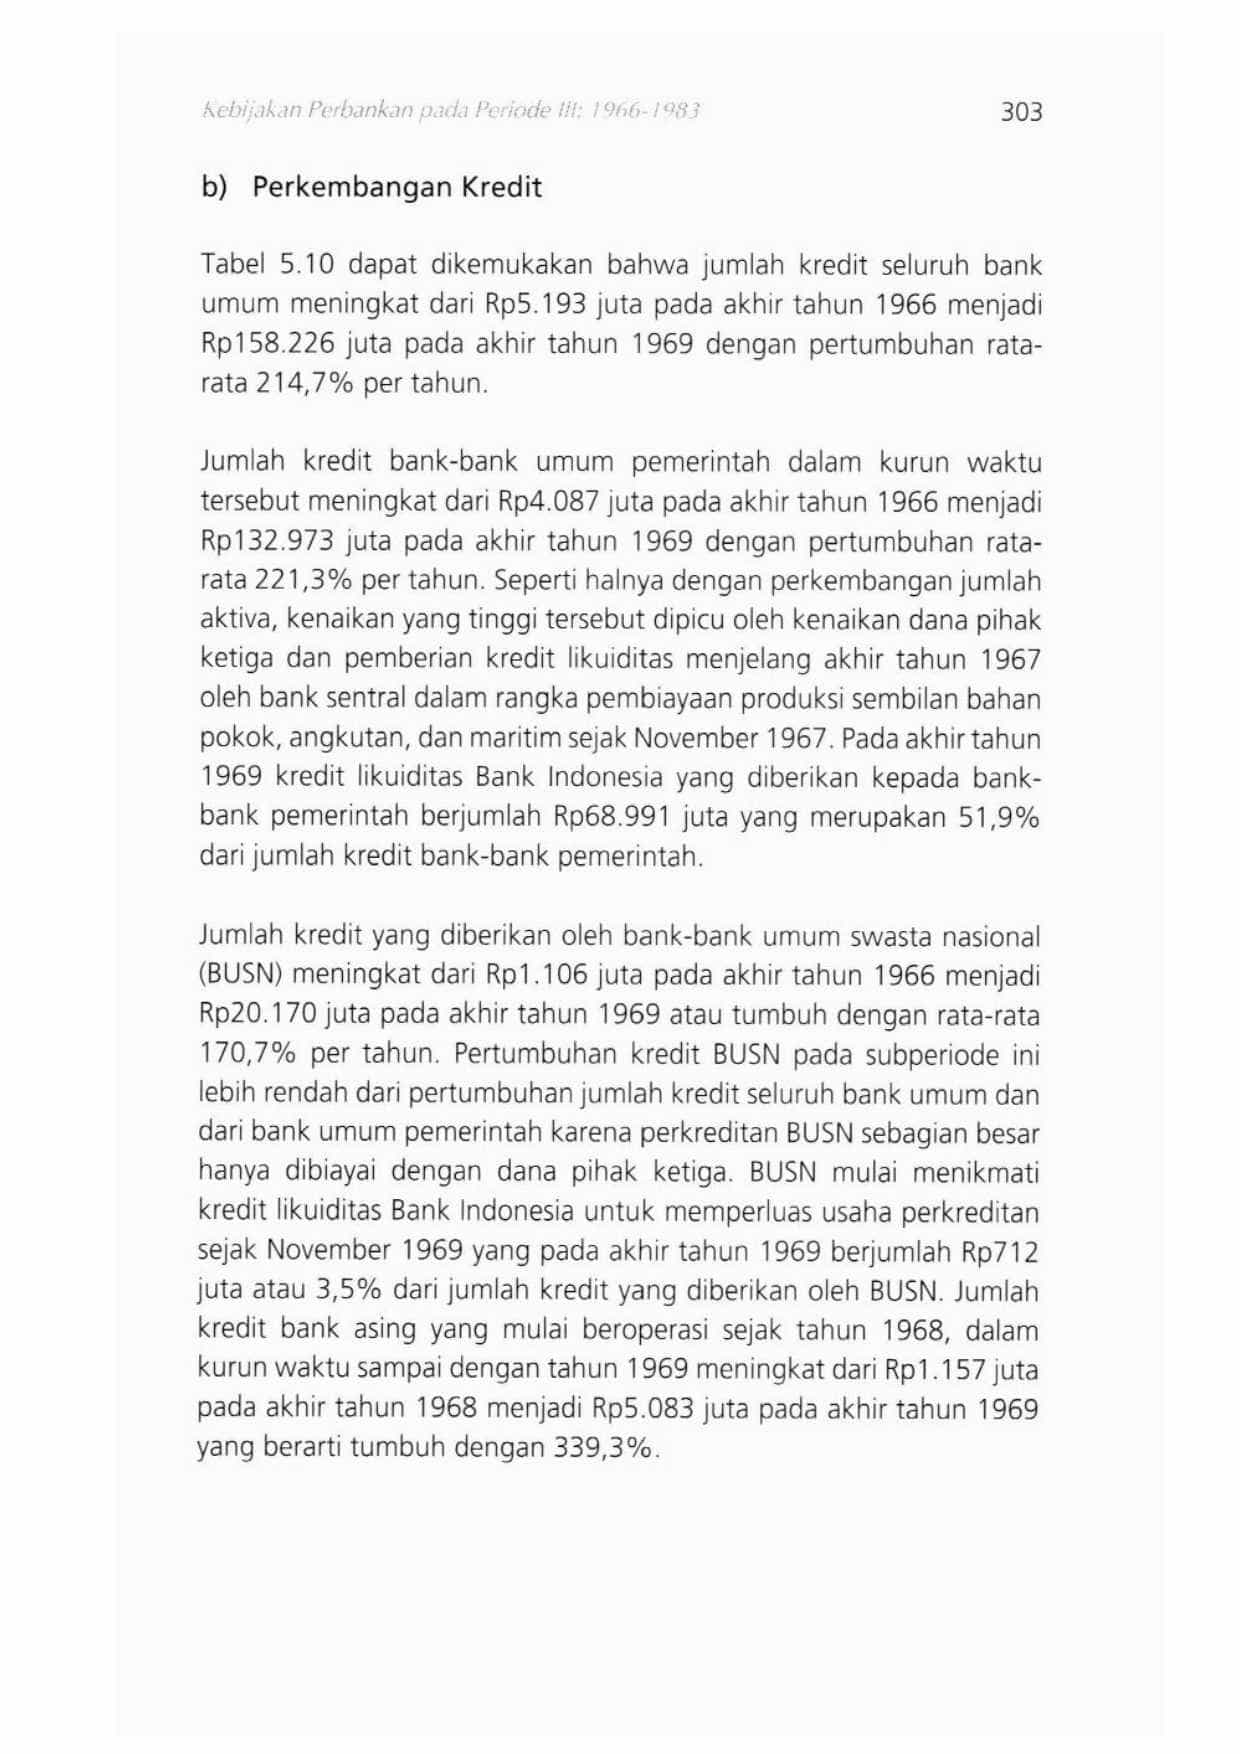 Kebijakan Perbankan pada Periode III: 1966-1983 303
b) Perkembangan Kredit
Tabel 5.10 dapat dikemukakan bahwa jumlah kredit seluruh bank
umum meningkat dari Rp5.193 juta pada akhir tahun 1966 menjadi
Rp158.226 juta pada akhir tahun 1969 dengan pertumbuhan rata-
rata 214,7% per tahun.
Jumlah kredit bank-bank umum pemerintah dalam kurun waktu
tersebut meningkat dari Rp4.087 juta pada akhir tahun 1966 menjadi
Rp132.973 juta pada akhir tahun 1969 dengan pertumbuhan rata-
rata 221,3% per tahun. Seperti halnya dengan perkembangan jumlah
aktiva, kenaikan yang tinggi tersebut dipicu oleh kenaikan dana pihak
ketiga dan pemberian kredit likuiditas menjelang akhir tahun 1967
oleh bank sentral dalam rangka pembiayaan produksi sembilan bahan
pokok, angkutan, dan maritim sejak November 1967. Pada akhir tahun
1969 kredit likuiditas Bank Indonesia yang diberikan kepada bank-
bank pemerintah berjumlah Rp68.991 juta yang merupakan 51,9%
dari jumlah kredit bank-bank pemerintah.
Jumlah kredit yang diberikan oleh bank-bank umum swasta nasional
(BUSN) meningkat dari Rp1.106 juta pada akhir tahun 1966 menjadi
Rp20.170 juta pada akhir tahun 1969 atau tumbuh dengan rata-rata
170,7% per tahun. Pertumbuhan kredit BUSN pada subperiode ini
lebih rendah dari pertumbuhan jumlah kredit seluruh bank umum dan
dari bank umum pemerintah karena perkreditan BUSN sebagian besar
hanya dibiayai dengan dana pihak ketiga. BUSN mulai menikmati
kredit likuiditas Bank Indonesia untuk memperluas usaha perkreditan
sejak November 1969 yang pada akhir tahun 1969 berjumlah Rp712
juta atau 3,5% dari jumlah kredit yang diberikan oleh BUSN. Jumlah
kredit bank asing yang mulai beroperasi sejak tahun 1968, dalam
kurun waktu sampai dengan tahun 1969 meningkat dari Rp1.157 juta
pada akhir tahun 1968 menjadi Rp5.083 juta pada akhir tahun 1969
yang berarti tumbuh dengan 339,3%.